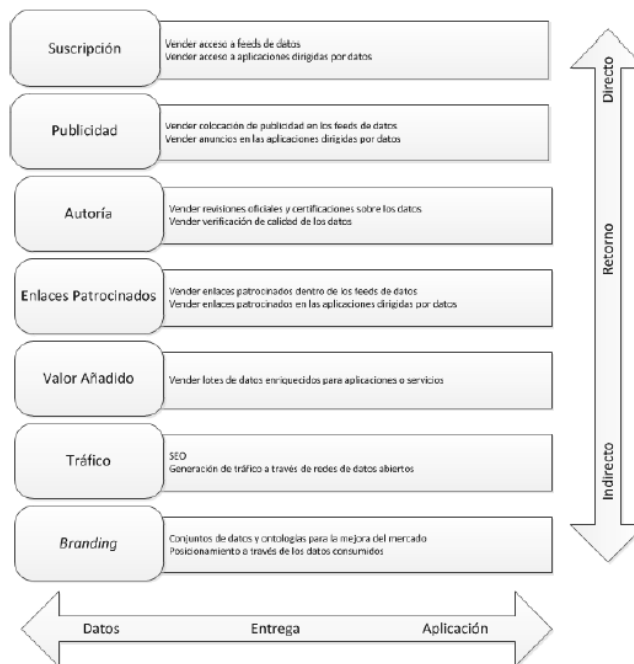 Suscripción
Vender acceso a feeds de datos
Vender acceso a aplicaciones dirigidas por datos
Publicidad
Vender colocación de publicidad en los feeds de datos
Vender anuncios en las aplicaciones dirigidas por datos
Autoría
Vender revisiones oficiales y certificaciones sobre los datos
Vender verificación de calidad de los datos
Enlaces Patrocinados
Vender enlaces patrocinados dentro de los feeds de datos
Vender enlaces patrocinados en las aplicaciones dirigidas por datos
Valor Añadido
Vender lotes de datos enriquecidos para aplicaciones o servicios
Tráfico
SEO
Generación de tráfico a través de redes de datos abiertos
Branding
Conjuntos de datos y ontologías para la mejora del mercado
Posicionamiento a través de los datos consumidos
Directo
Retorno
Indirecto
Datos
Entrega
Aplicación